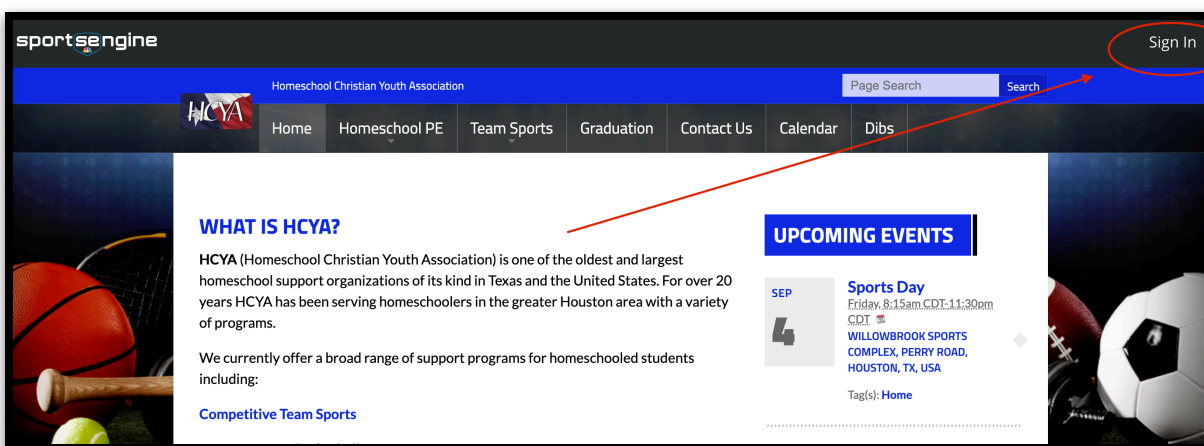 sportsengine
Sign In
Homeschool Christian Youth Association
Page Search
Search
HCYA
Home
Homeschool PE
Team Sports
Graduation
Contact Us
Calendar
Dibs
WHAT IS HCYA?
HCYA (Homeschool Christian Youth Association) is one of the oldest and largest
homeschool support organizations of its kind in Texas and the United States. For over 20
years HCYA has been serving homeschoolers in the greater Houston area with a variety
of programs.
We currently offer a broad range of support programs for homeschooled students
including:
Competitive Team Sports
UPCOMING EVENTS
SEP
4
Sports Day
Friday, 8:15am CDT-11:30pm
CDT
WILLOWBROOK SPORTS
COMPLEX, PERRY ROAD,
HOUSTON, TX, USA
Tag(s): Home